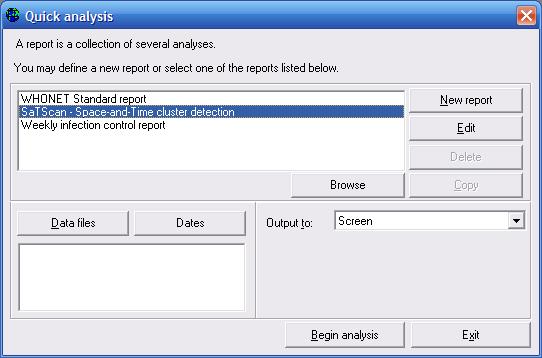 Quick analysis
A report is a collection of several analyses.
You may define a new report or select one of the reports listed below.
WHONET Standard report
SaTScan - Space-and-Time cluster detection
Weekly infection control report
New report
Edit
Delete
Browse
Copy
Data files
Dates
Output to:
Screen
Begin analysis
Exit